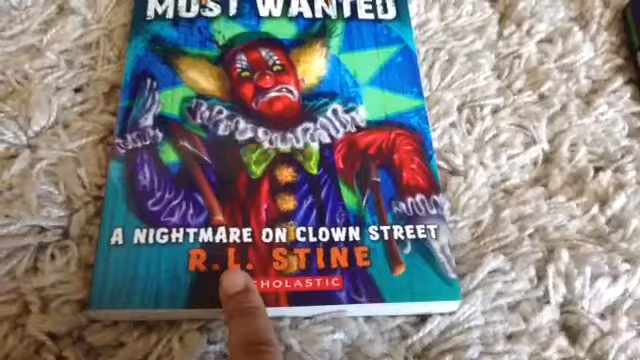 MOST WANTED
A NIGHTMARE ON CLOWN STREET
R.L. STINE
SCHOLASTIC